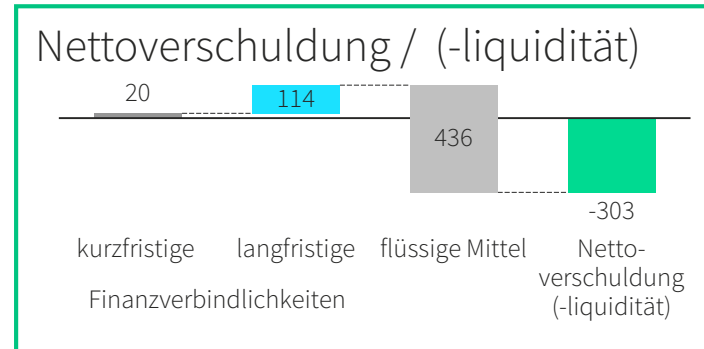 Nettoverschuldung / (-liquidität)
20
114
436
-303
kurzfristige langfristige flüssige Mittel Netto-
verschuldung
(-liquidität)
Finanzverbindlichkeiten